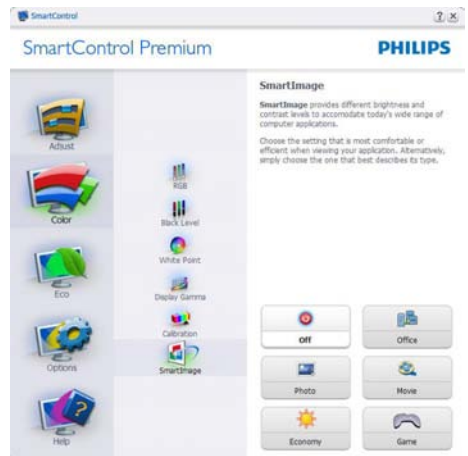 SmartControl
SmartControl Premium
PHILIPS
Adjust
Color
Eco
Options
Help
RGB
Black Level
White Point
Display Gamma
Calibration
SmartImage
SmartImage
SmartImage provides different brightness and
contrast levels to accomodate today's wide range of
computer applications.
Choose the setting that is most comfortable or
efficient when viewing your application. Alternatively,
simply choose the one that best describes its type.
Off
Office
Photo
Movie
Economy
Game